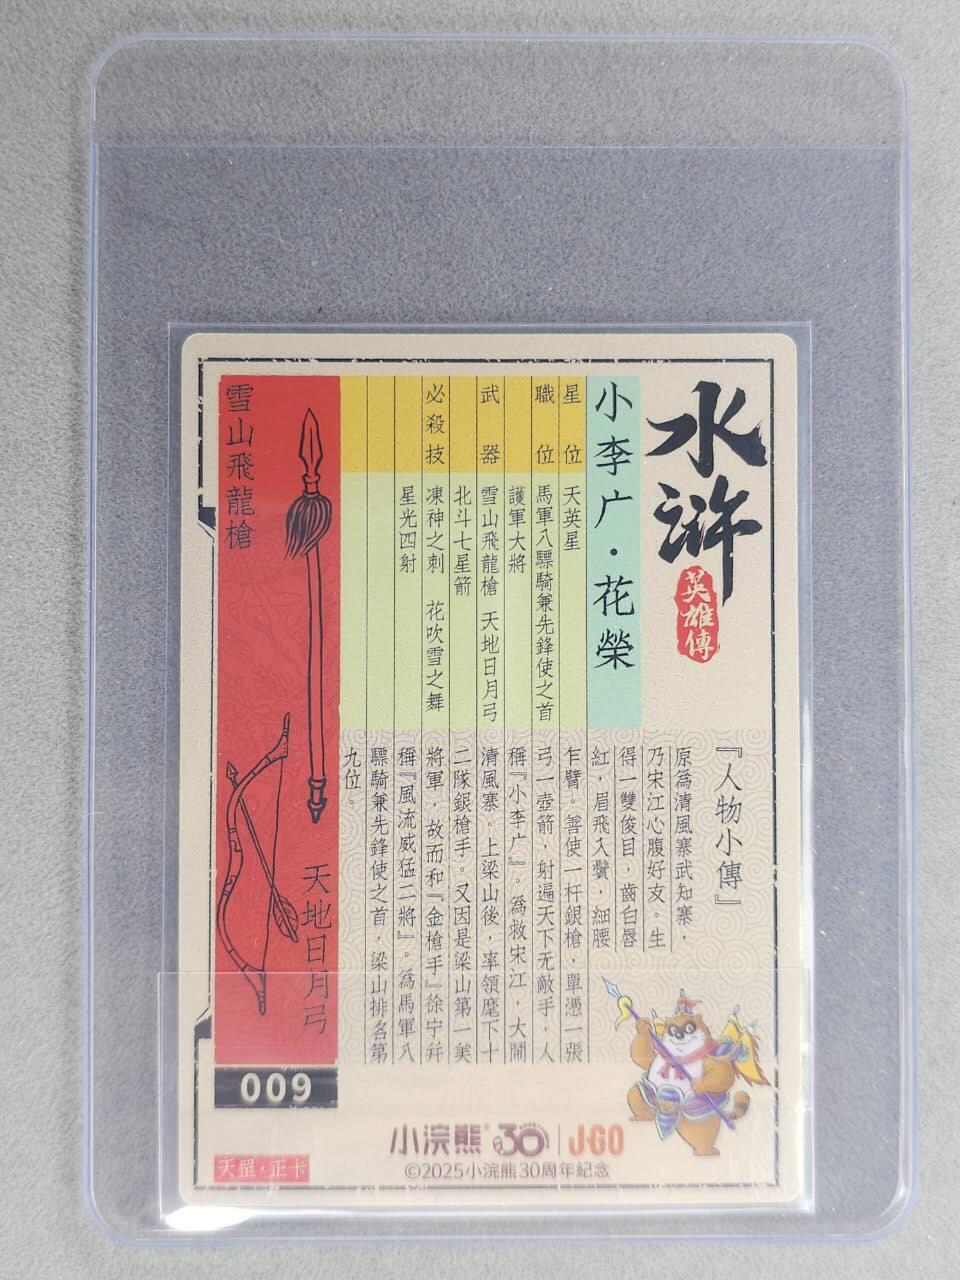 水滸
英雄傳
小李广·花榮
星位 天英星
職位 馬軍八驃騎兼先鋒使之首
護軍大將
武器 雪山飛龍槍 天地日月弓
北斗七星箭
必殺技 凍神之刺 花吹雪之舞
星光四射
『人物小傳』
原為清風寨武知寨，
乃宋江心腹好友。生
得一雙俊目，齒白唇
紅，眉飛入鬢，細腰
乍臂。善使一杆銀槍，單憑一張
弓一壺箭，射遍天下无敵手，人
稱『小李广』。為救宋江，大鬧
清風寨。上梁山後，率領麾下十
二隊銀槍手。又因是梁山第一美
將軍，故而和『金槍手』徐宁幷
稱『風流威猛二將』。為馬軍八
驃騎兼先鋒使之首，梁山排名第
九位。
雪山飛龍槍
天地日月弓
009
天罡·正卡
小浣熊 30 J·GO
©2025小浣熊30周年紀念